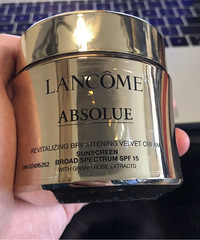 LANCÔME
ABSOLUE
REVITALIZING BRIGHTENING VELVET CREAM
SUNSCREEN
BROAD SPECTRUM SPF 15
WITH GRAND ROSE EXTRACTS